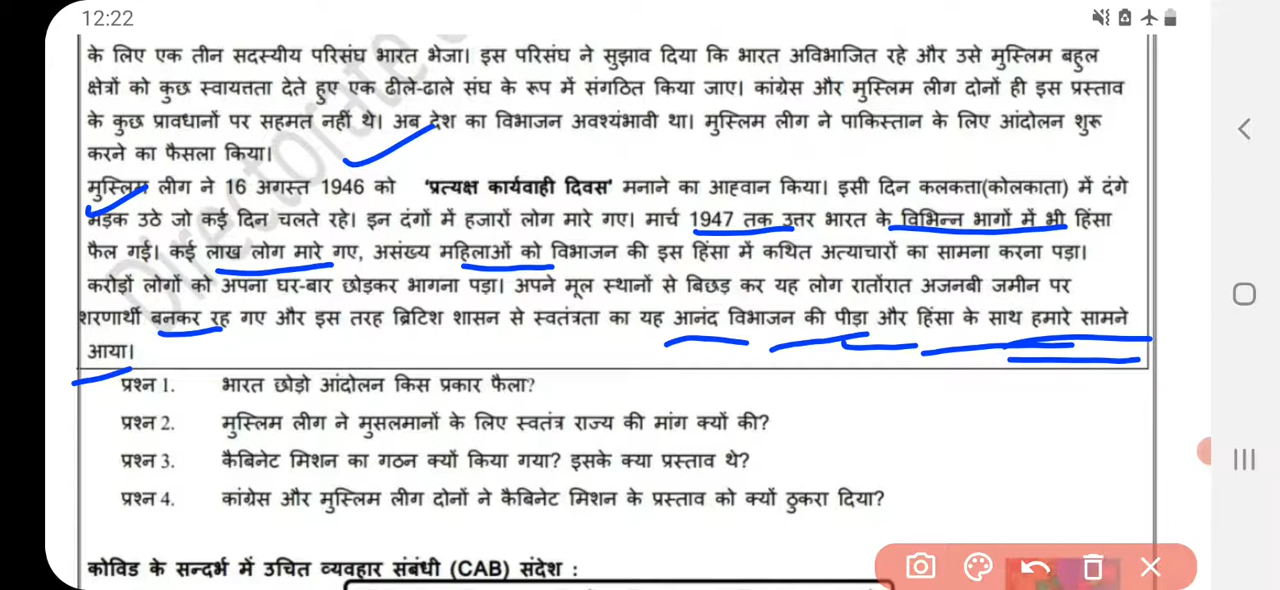 12:22
के लिए एक तीन सदस्यीय परिसंघ भारत भेजा। इस परिसंघ ने सुझाव दिया कि भारत अविभाजित रहे और उसे मुस्लिम बहुल
क्षेत्रों को कुछ स्वायत्तता देते हुए एक ढीले-ढाले संघ के रूप में संगठित किया जाए। कांग्रेस और मुस्लिम लीग दोनों ही इस प्रस्ताव
के कुछ प्रावधानों पर सहमत नहीं थे। अब देश का विभाजन अवश्यंभावी था। मुस्लिम लीग ने पाकिस्तान के लिए आंदोलन शुरू
करने का फैसला किया।
मुस्लिम लीग ने 16 अगस्त 1946 को 'प्रत्यक्ष कार्यवाही दिवस' मनाने का आह्वान किया। इसी दिन कलकता(कोलकाता) में दंगे
भड़क उठे जो कई दिन चलते रहे। इन दंगों में हजारों लोग मारे गए। मार्च 1947 तक उत्तर भारत के विभिन्न भागों में भी हिंसा
फैल गई। कई लाख लोग मारे गए, असंख्य महिलाओं को विभाजन की इस हिंसा में कथित अत्याचारों का सामना करना पड़ा।
करोड़ों लोगों को अपना घर-बार छोड़कर भागना पड़ा। अपने मूल स्थानों से बिछड़ कर यह लोग रातोंरात अजनबी जमीन पर
शरणार्थी बनकर रह गए और इस तरह ब्रिटिश शासन से स्वतंत्रता का यह आनंद विभाजन की पीड़ा और हिंसा के साथ हमारे सामने
आया।
प्रश्न 1. भारत छोड़ो आंदोलन किस प्रकार फैला?
प्रश्न 2. मुस्लिम लीग ने मुसलमानों के लिए स्वतंत्र राज्य की मांग क्यों की?
प्रश्न 3. कैबिनेट मिशन का गठन क्यों किया गया? इसके क्या प्रस्ताव थे?
प्रश्न 4. कांग्रेस और मुस्लिम लीग दोनों ने कैबिनेट मिशन के प्रस्ताव को क्यों ठुकरा दिया?
कोविड के सन्दर्भ में उचित व्यवहार संबंधी (CAB) संदेश :
Directorate